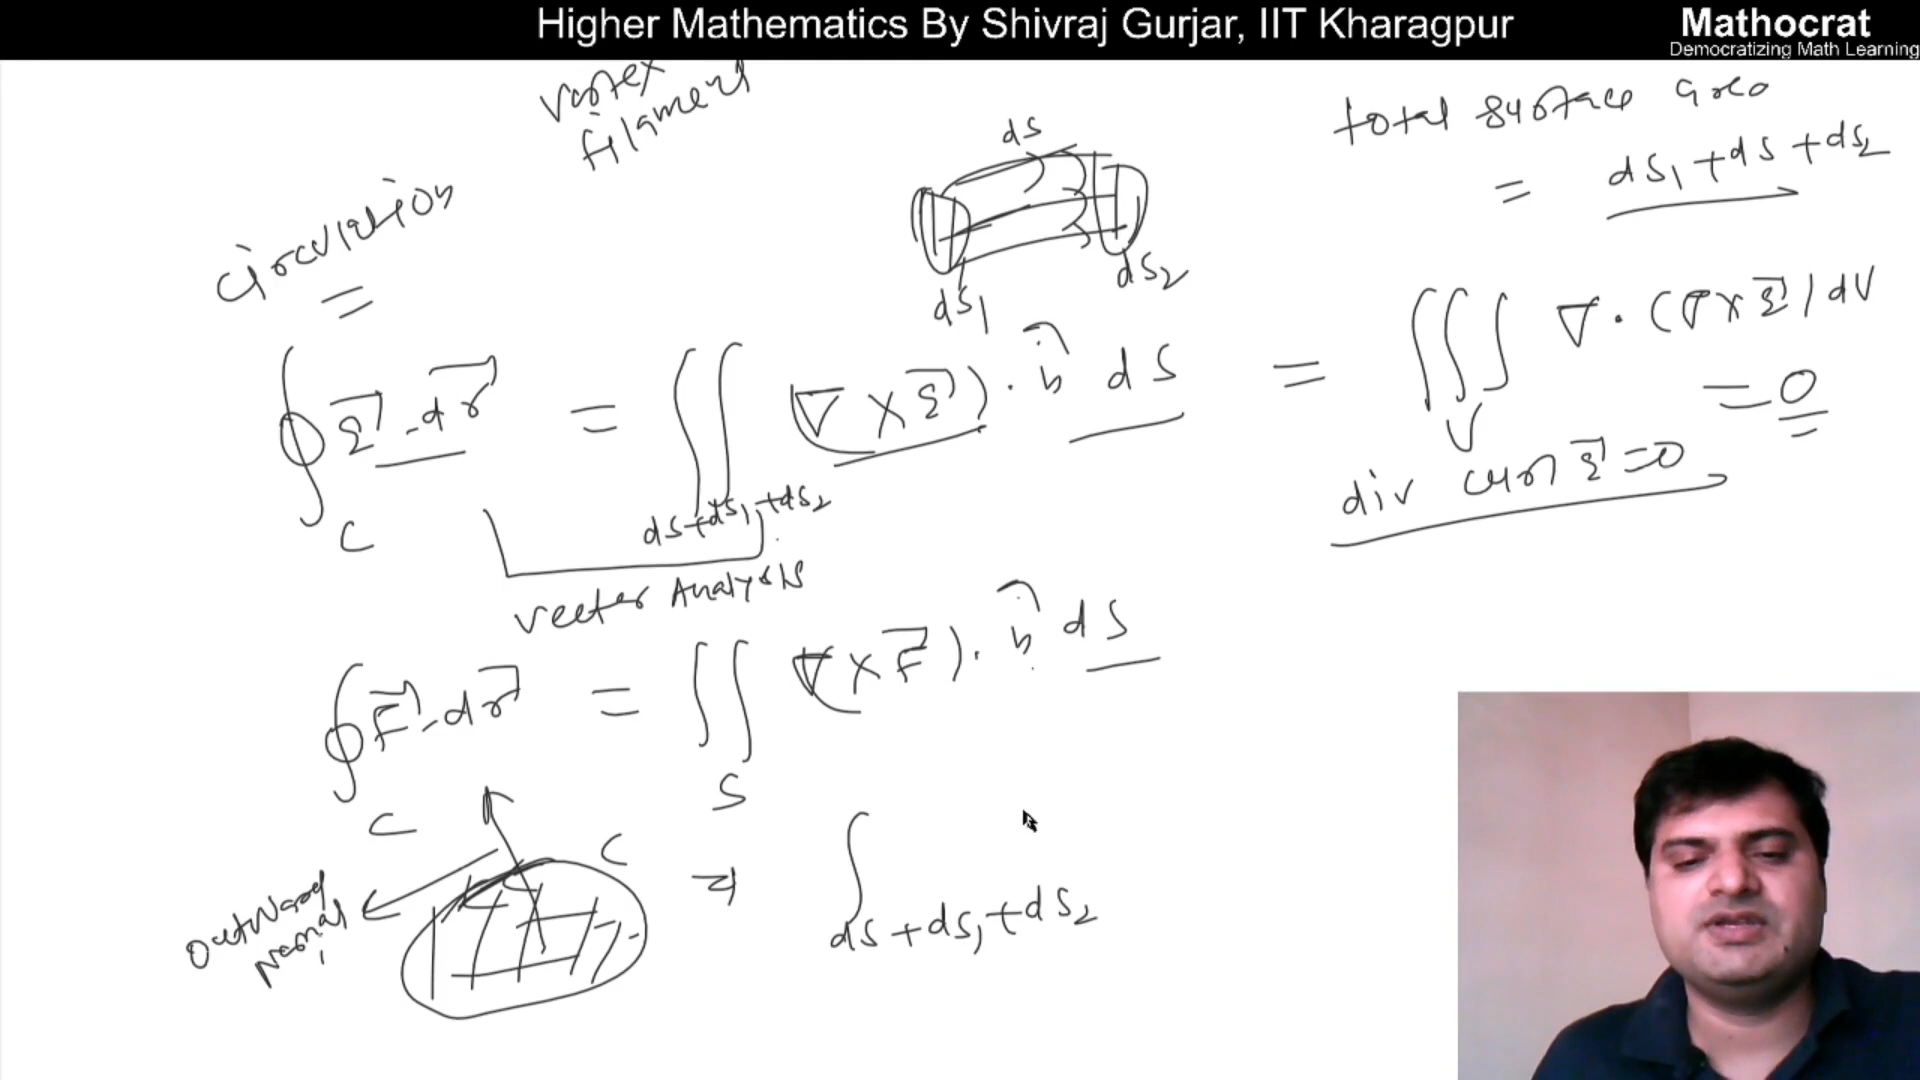 Higher Mathematics By Shivraj Gurjar, IIT Kharagpur
Mathocrat
Democratizing Math Learning
vortex
filament
total surface area
= dS₁ + dS + dS₂
circulation
=
dS
dS₁
dS₂
∮ q⃗ . dr⃗ = ∬ ∇×q⃗) . n̂ dS = ∭ ∇ . (∇×q⃗) dV
C
dS+dS₁+dS₂
V
= 0
div curl q⃗ = 0
vector Analysis
∮ F⃗ . dr⃗ = ∬ ∇×F⃗) . n̂ dS
C
S
C
outward
normal
⇒ ∫
dS+dS₁+dS₂